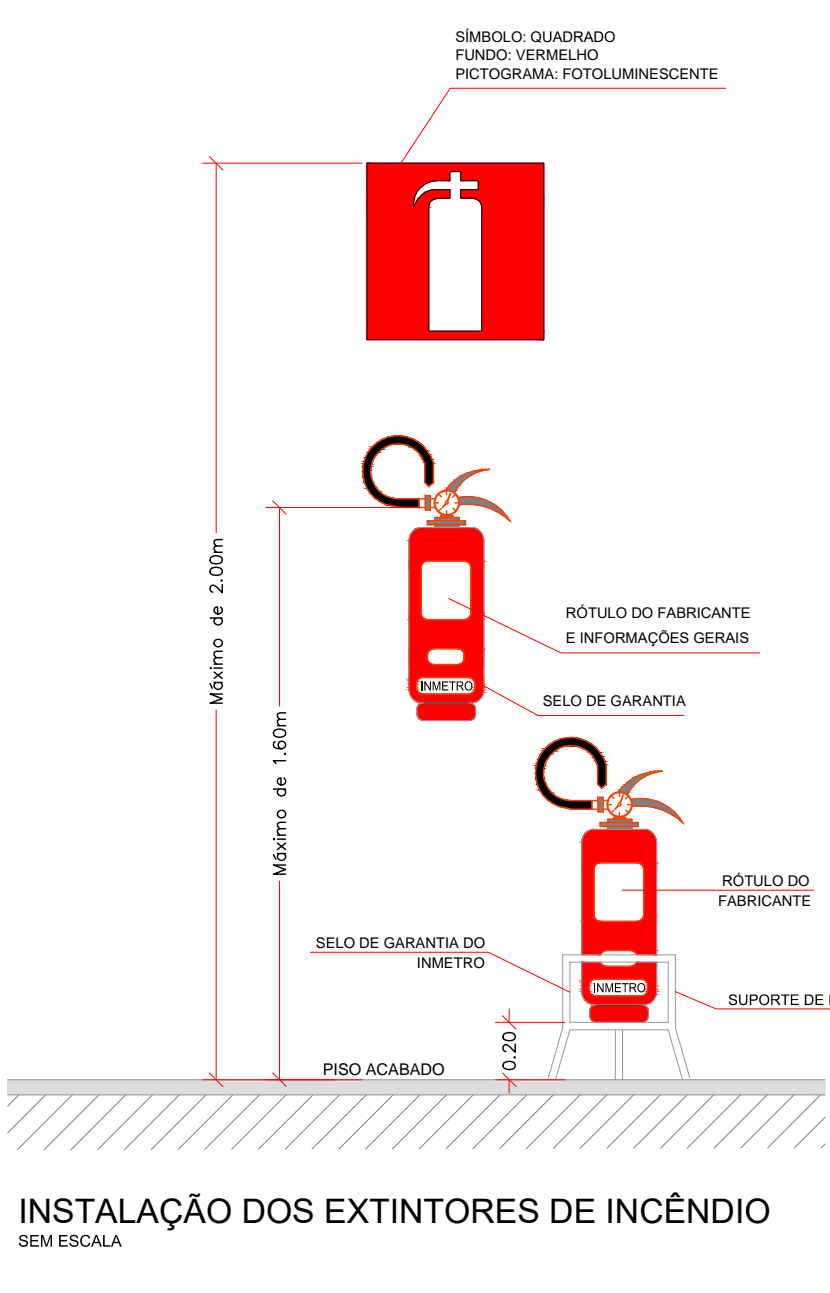 SÍMBOLO: QUADRADO
FUNDO: VERMELHO
PICTOGRAMA: FOTOLUMINESCENTE
Máximo de 2.00m
Máximo de 1.60m
RÓTULO DO FABRICANTE
E INFORMAÇÕES GERAIS
INMETRO
SELO DE GARANTIA
RÓTULO DO
FABRICANTE
SELO DE GARANTIA DO
INMETRO
INMETRO
SUPORTE DE
0.20
PISO ACABADO
INSTALAÇÃO DOS EXTINTORES DE INCÊNDIO
SEM ESCALA